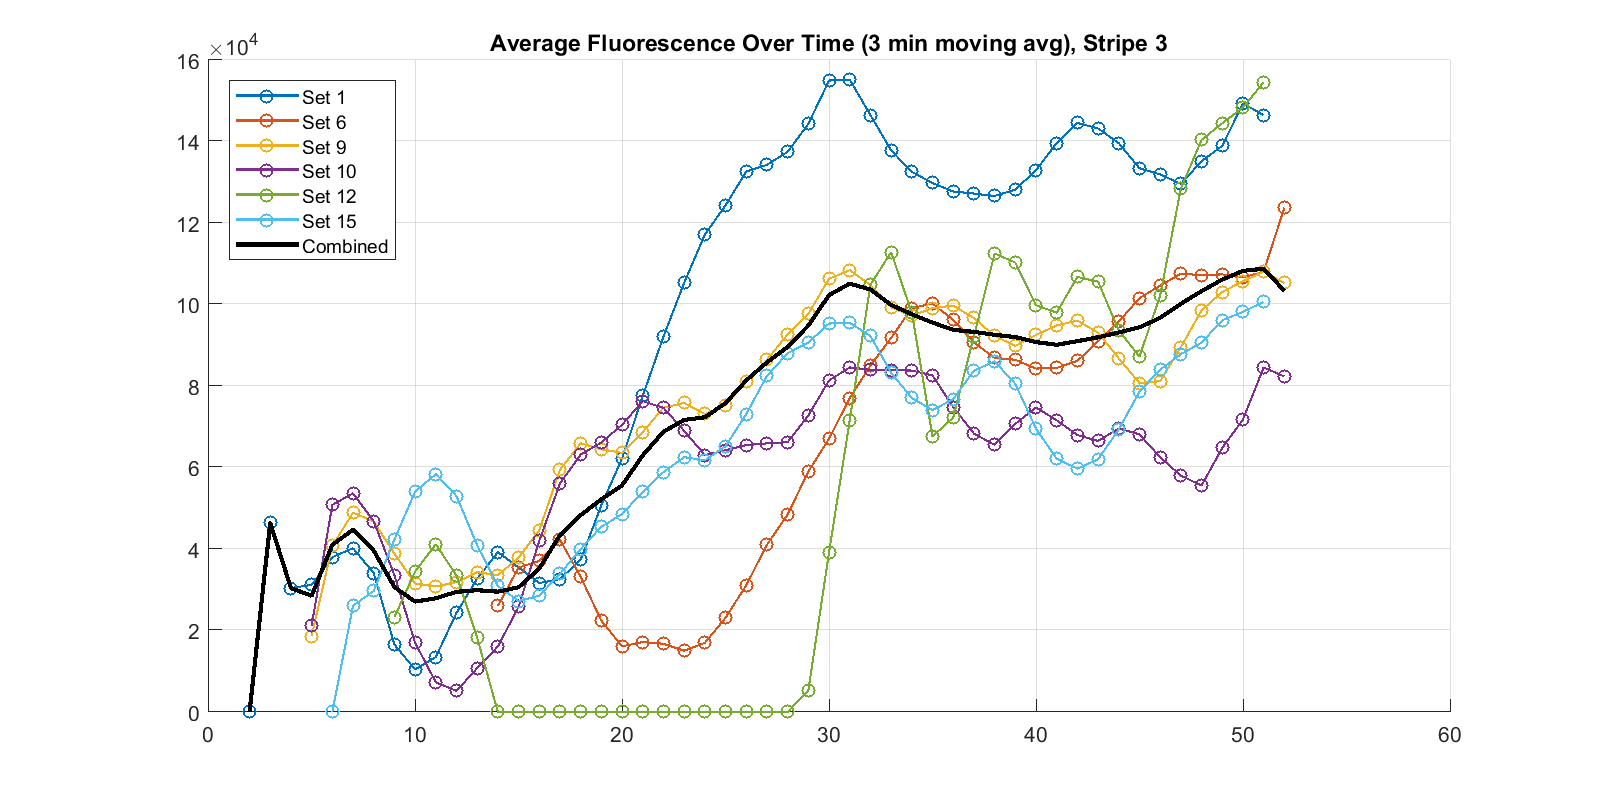 Average Fluorescence Over Time (3 min moving avg), Stripe 3
×10⁴
16
14
12
10
8
6
4
2
0
Set 1
Set 6
Set 9
Set 10
Set 12
Set 15
Combined
0 10 20 30 40 50 60